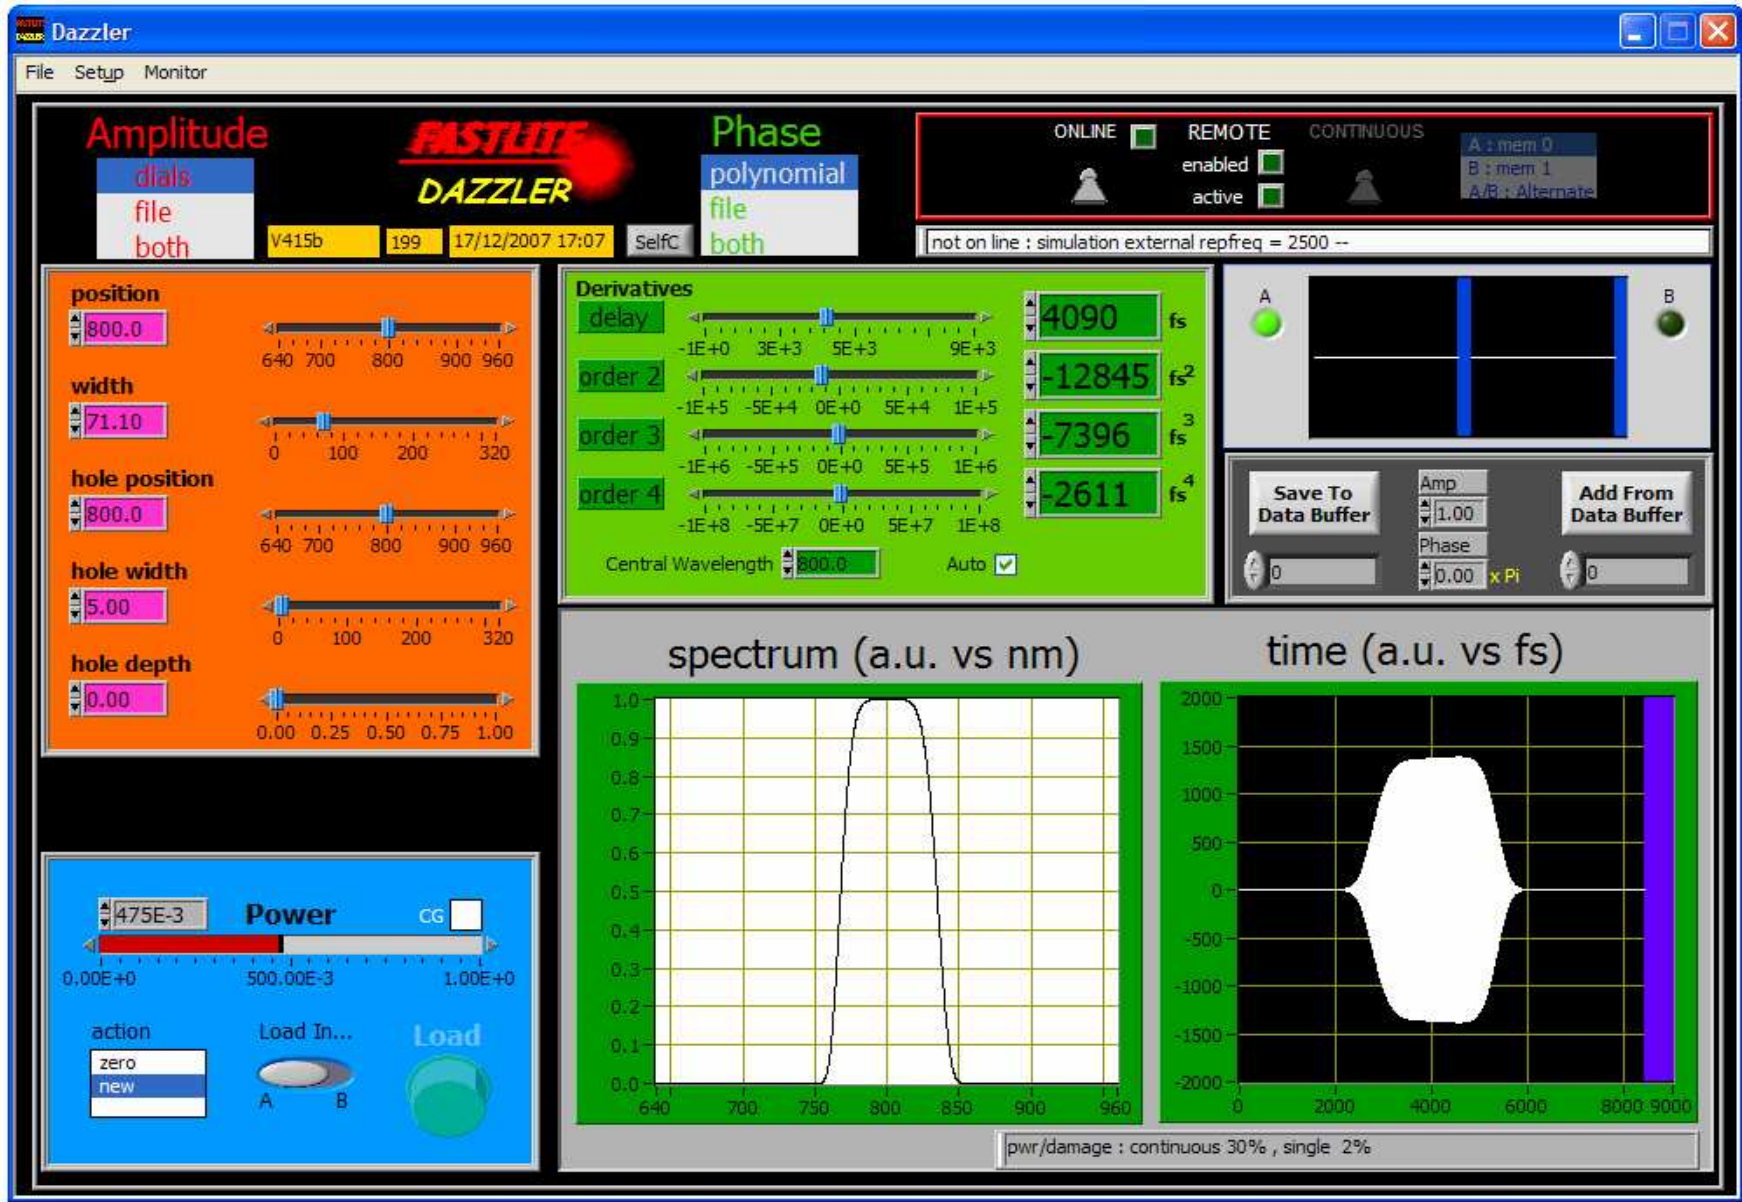 Dazzler
File Setup Monitor
Amplitude
dials
file
both
FASTLITE
DAZZLER
V415b 199 17/12/2007 17:07 SelfC
Phase
polynomial
file
both
ONLINE
REMOTE
enabled
active
CONTINUOUS
A : mem 0
B : mem 1
A/B : Alternate
not on line : simulation external repfreq = 2500 --
position
800.0
640 700 800 900 960
width
71.10
0 100 200 320
hole position
800.0
640 700 800 900 960
hole width
5.00
0 100 200 320
hole depth
0.00
0.00 0.25 0.50 0.75 1.00
Derivatives
delay 4090 fs
-1E+0 3E+3 5E+3 9E+3
order 2 -12845 fs2
-1E+5 -5E+4 0E+0 5E+4 1E+5
order 3 -7396 fs3
-1E+6 -5E+5 0E+0 5E+5 1E+6
order 4 -2611 fs4
-1E+8 -5E+7 0E+0 5E+7 1E+8
Central Wavelength 800.0 Auto
A B
Save To
Data Buffer
0
Amp
1.00
Phase
0.00 x Pi
Add From
Data Buffer
0
475E-3 Power CG
0.00E+0 500.00E-3 1.00E+0
action
zero
new
Load In...
A B
Load
spectrum (a.u. vs nm)
1.0
0.9
0.8
0.7
0.6
0.5
0.4
0.3
0.2
0.1
0.0
640 700 750 800 850 900 960
time (a.u. vs fs)
2000
1500
1000
500
0
-500
-1000
-1500
-2000
0 2000 4000 6000 8000 9000
pwr/damage : continuous 30% , single 2%